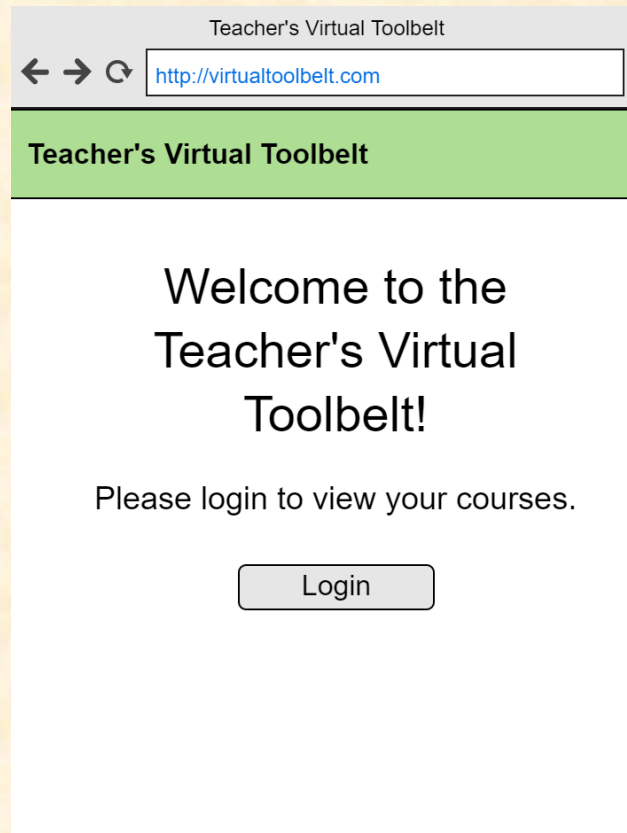 Teacher's Virtual Toolbelt
http://virtualtoolbelt.com
Teacher's Virtual Toolbelt
Welcome to the
Teacher's Virtual
Toolbelt!
Please login to view your courses.
Login